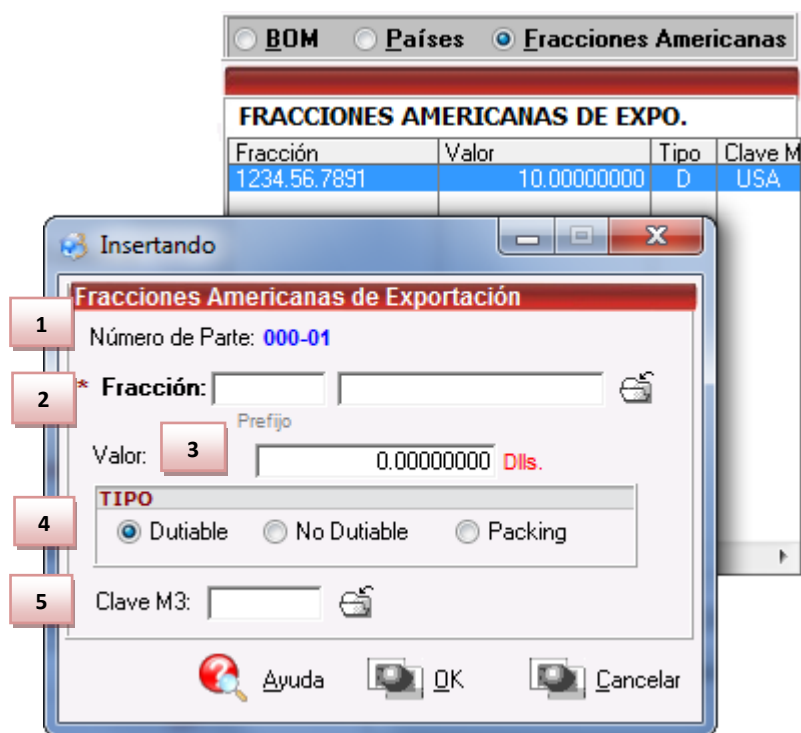 BOM Países Fracciones Americanas
FRACCIONES AMERICANAS DE EXPO.
Fracción Valor Tipo Clave M
1234.56.7891 10.00000000 D USA
Insertando
Fracciones Americanas de Exportación
1 Número de Parte: 000-01
2 * Fracción:
Prefijo
Valor: 3 0.00000000 Dlls.
TIPO
4 Dutiable No Dutiable Packing
5 Clave M3:
Ayuda OK Cancelar